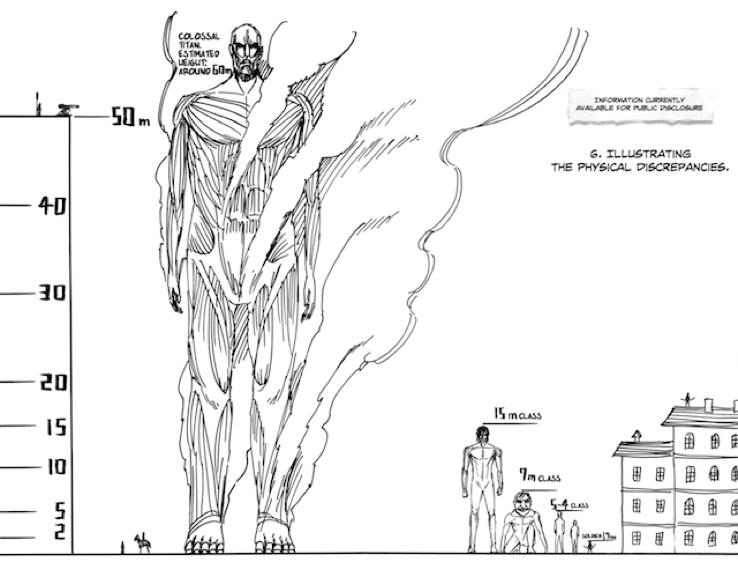 COLOSSAL
TITAN.
ESTIMATED
HEIGHT:
AROUND 60m
INFORMATION CURRENTLY
AVAILABLE FOR PUBLIC DISCLOSURE
6. ILLUSTRATING
THE PHYSICAL DISCREPANCIES.
50 m
40
30
20
15
10
5
2
15 m CLASS
7m CLASS
5-4 CLASS
SOLDIER